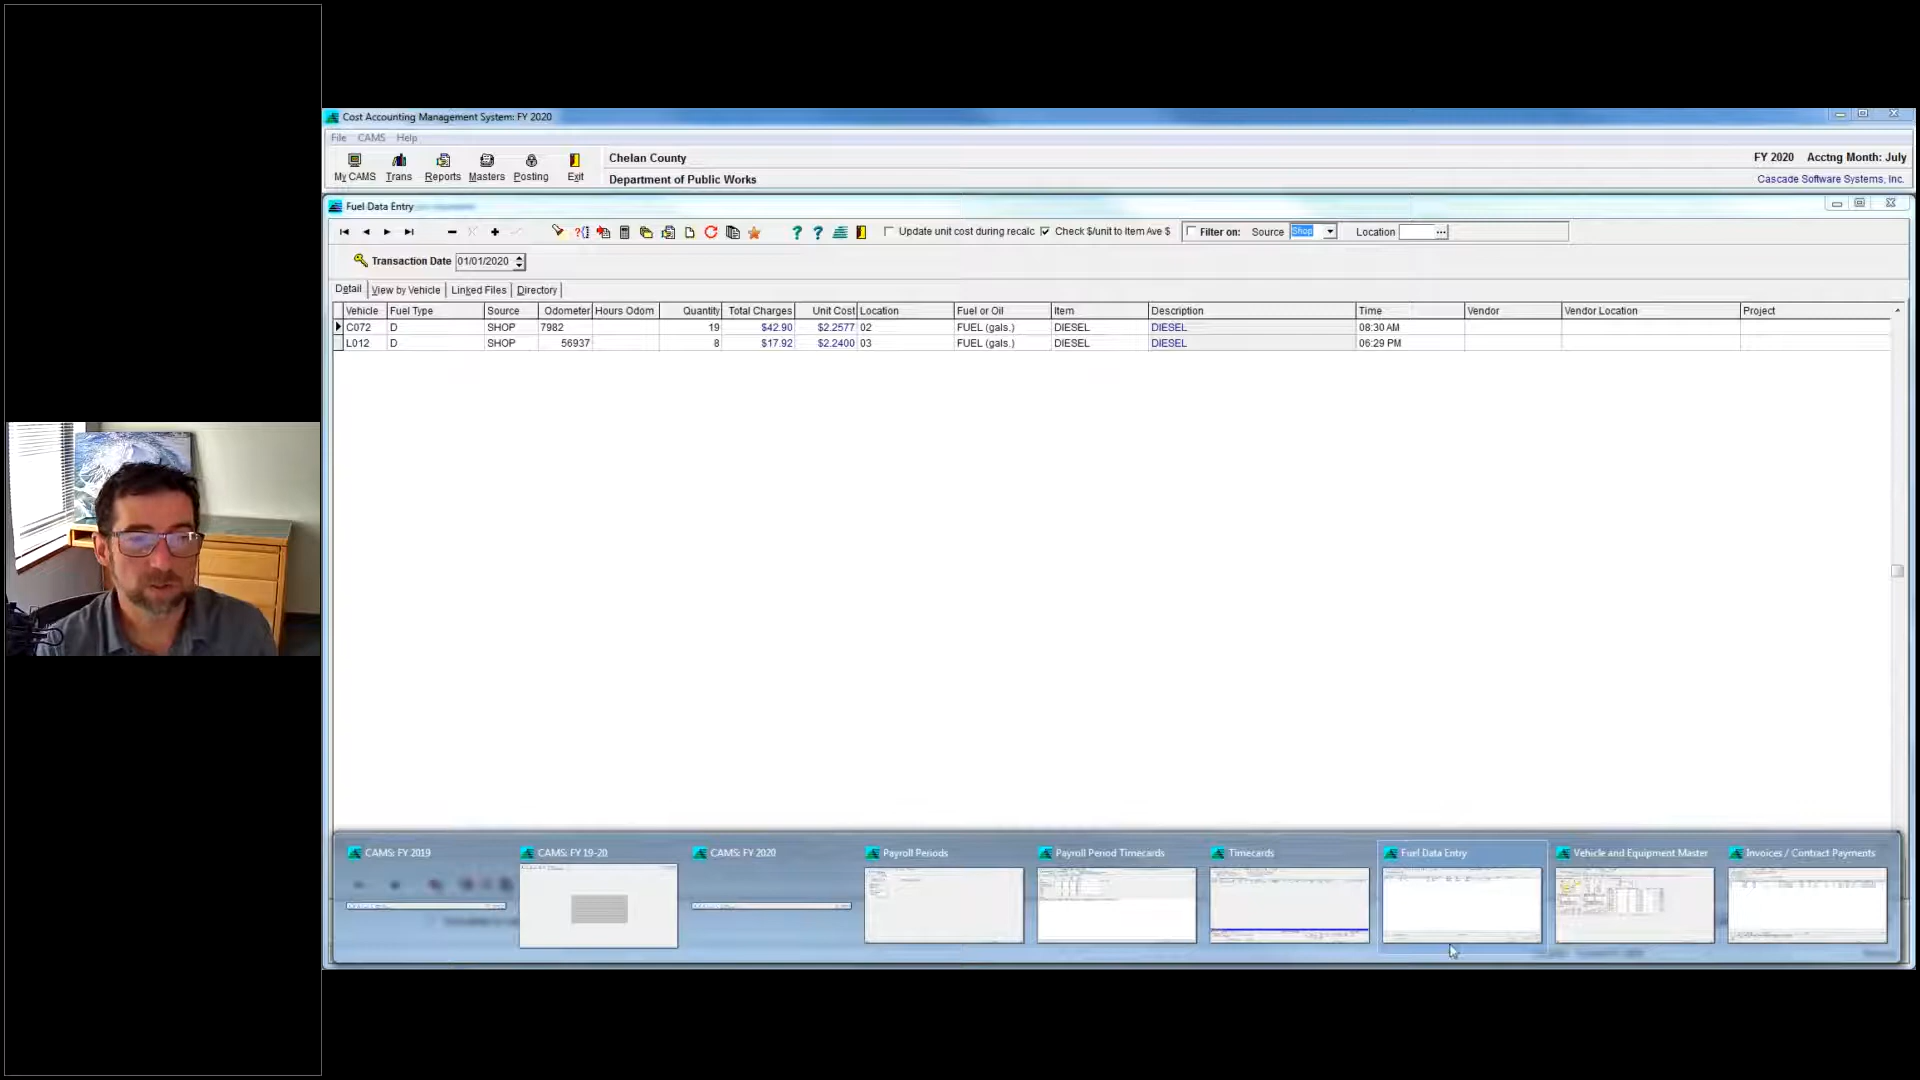 Cost Accounting Management System: FY 2020
File CAMS Help
My CAMS Trans Reports Masters Posting Exit
Chelan County
Department of Public Works
FY 2020 Acctng Month: July
Cascade Software Systems, Inc.
Fuel Data Entry
Update unit cost during recalc Check $/unit to Item Ave $ Filter on: Source Shop Location ...
Transaction Date 01/01/2020
Detail View by Vehicle Linked Files Directory
Vehicle Fuel Type Source Odometer Hours Odom Quantity Total Charges Unit Cost Location Fuel or Oil Item Description Time Vendor Vendor Location Project
C072 D SHOP 7982 19 $42.90 $2.2577 02 FUEL (gals.) DIESEL DIESEL 08:30 AM
L012 D SHOP 56937 8 $17.92 $2.2400 03 FUEL (gals.) DIESEL DIESEL 06:29 PM
CAMS: FY 2019 CAMS: FY 19-20 CAMS: FY 2020 Payroll Periods Payroll Period Timecards Timecards Fuel Data Entry Vehicle and Equipment Master Invoices / Contract Payments